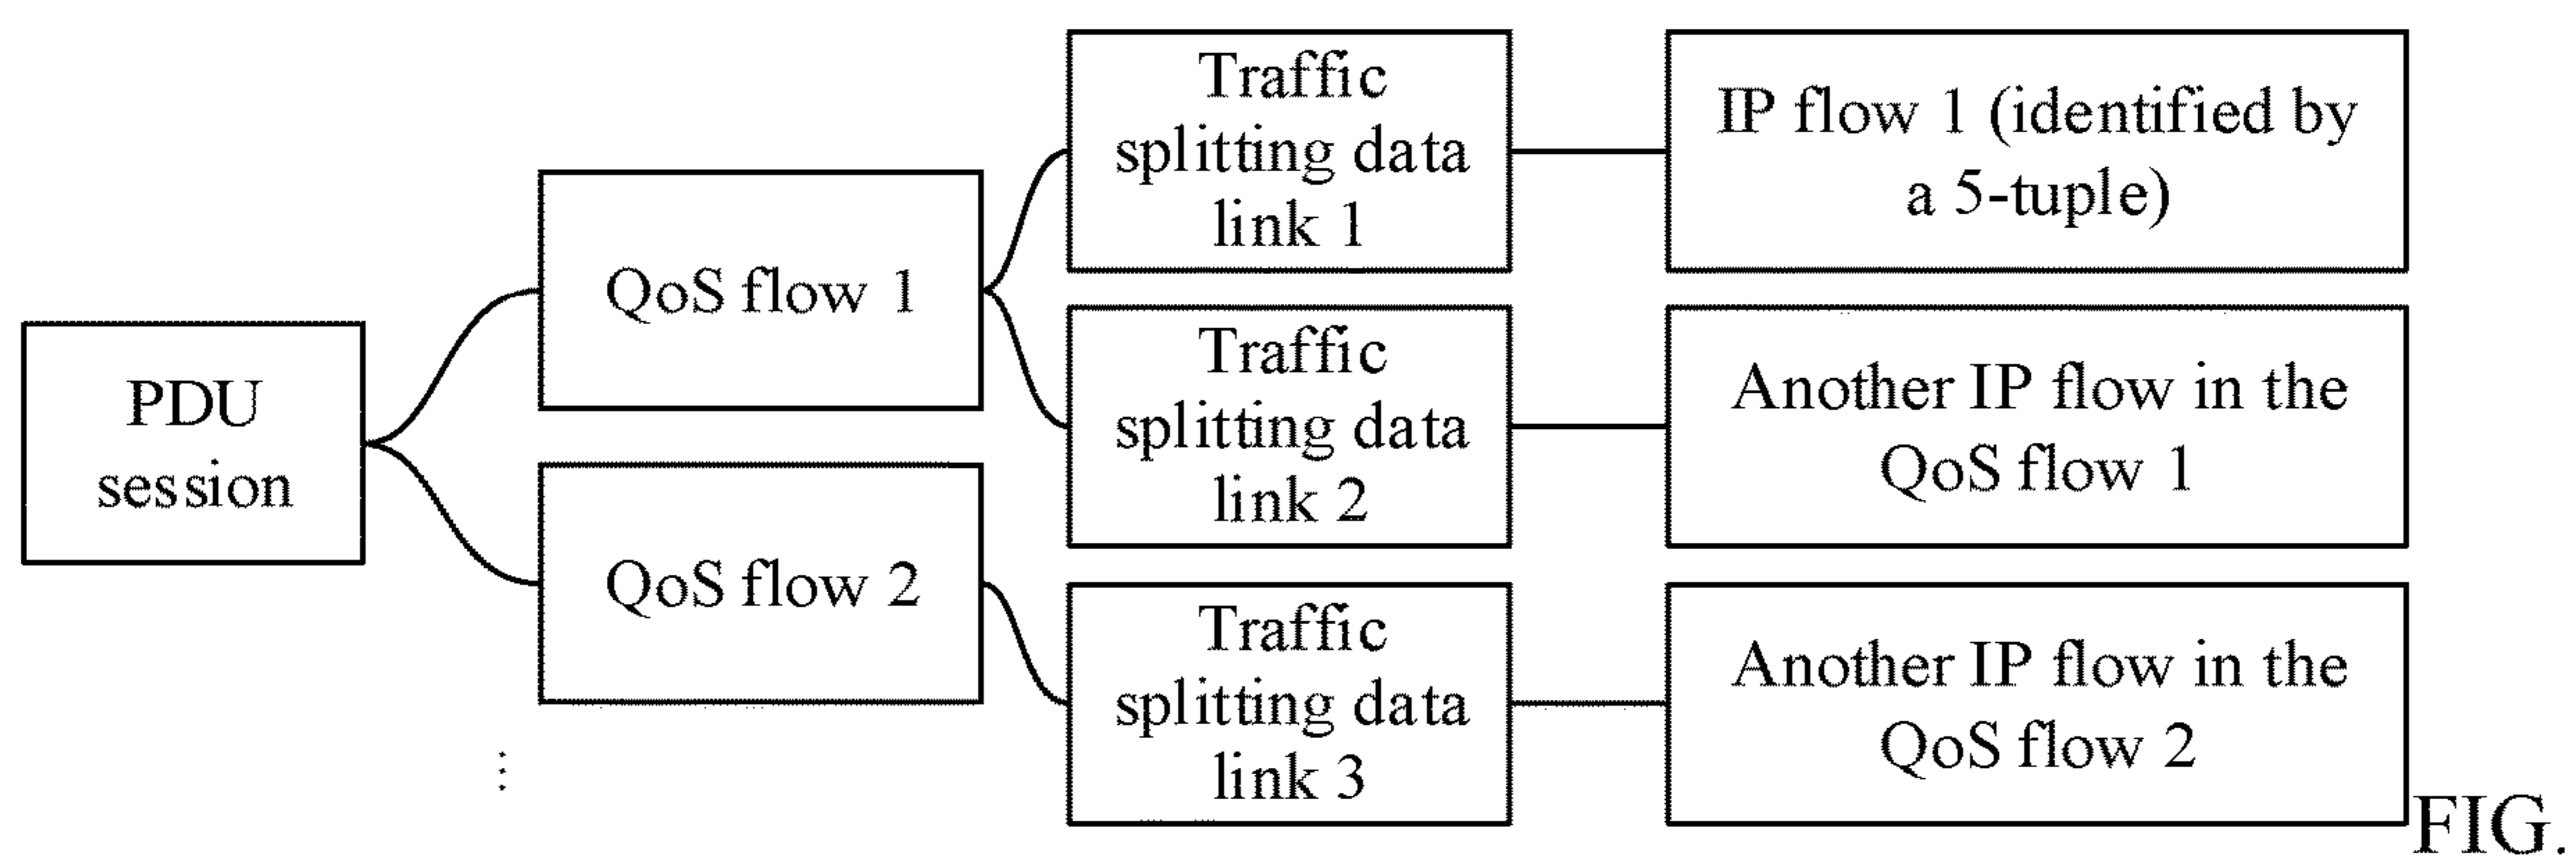 PDU
session
QoS flow 1
QoS flow 2
⋮
Traffic
splitting data
link 1
Traffic
splitting data
link 2
Traffic
splitting data
link 3
IP flow 1 (identified by
a 5-tuple)
Another IP flow in the
QoS flow 1
Another IP flow in the
QoS flow 2
FIG.